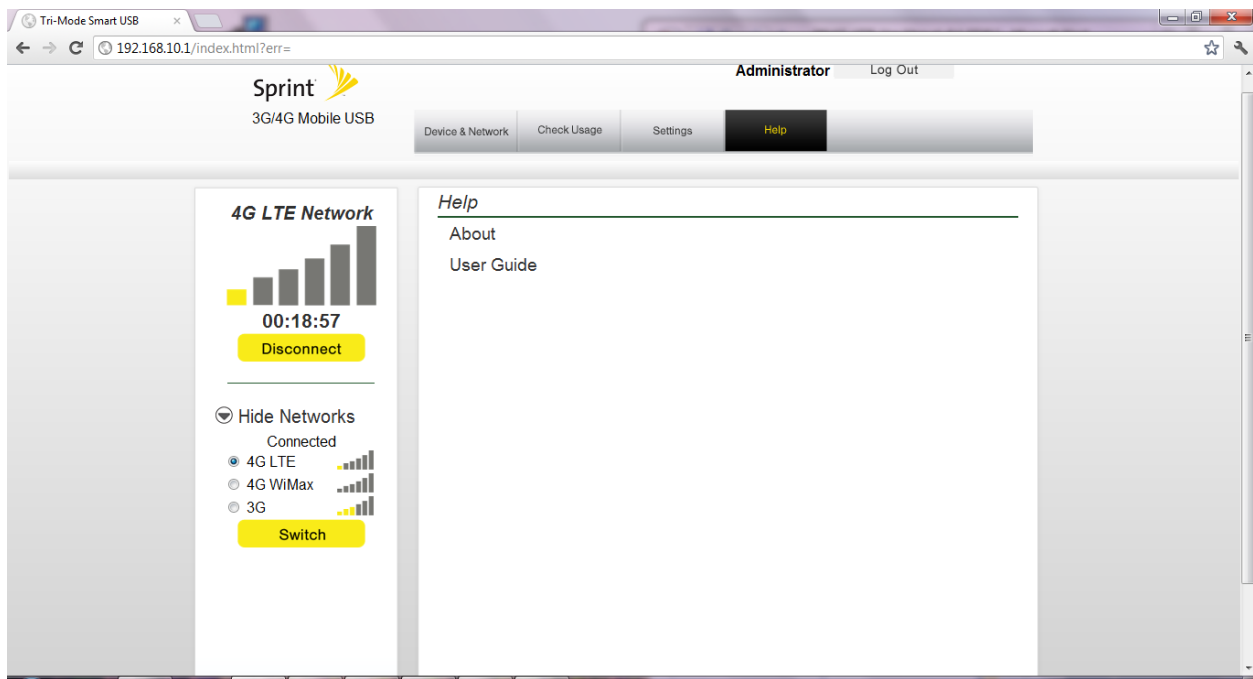 Tri-Mode Smart USB
192.168.10.1/index.html?err=
Administrator Log Out
Sprint
3G/4G Mobile USB
Device & Network Check Usage Settings Help
4G LTE Network
00:18:57
Disconnect
Hide Networks
Connected
4G LTE
4G WiMax
3G
Switch
Help
About
User Guide